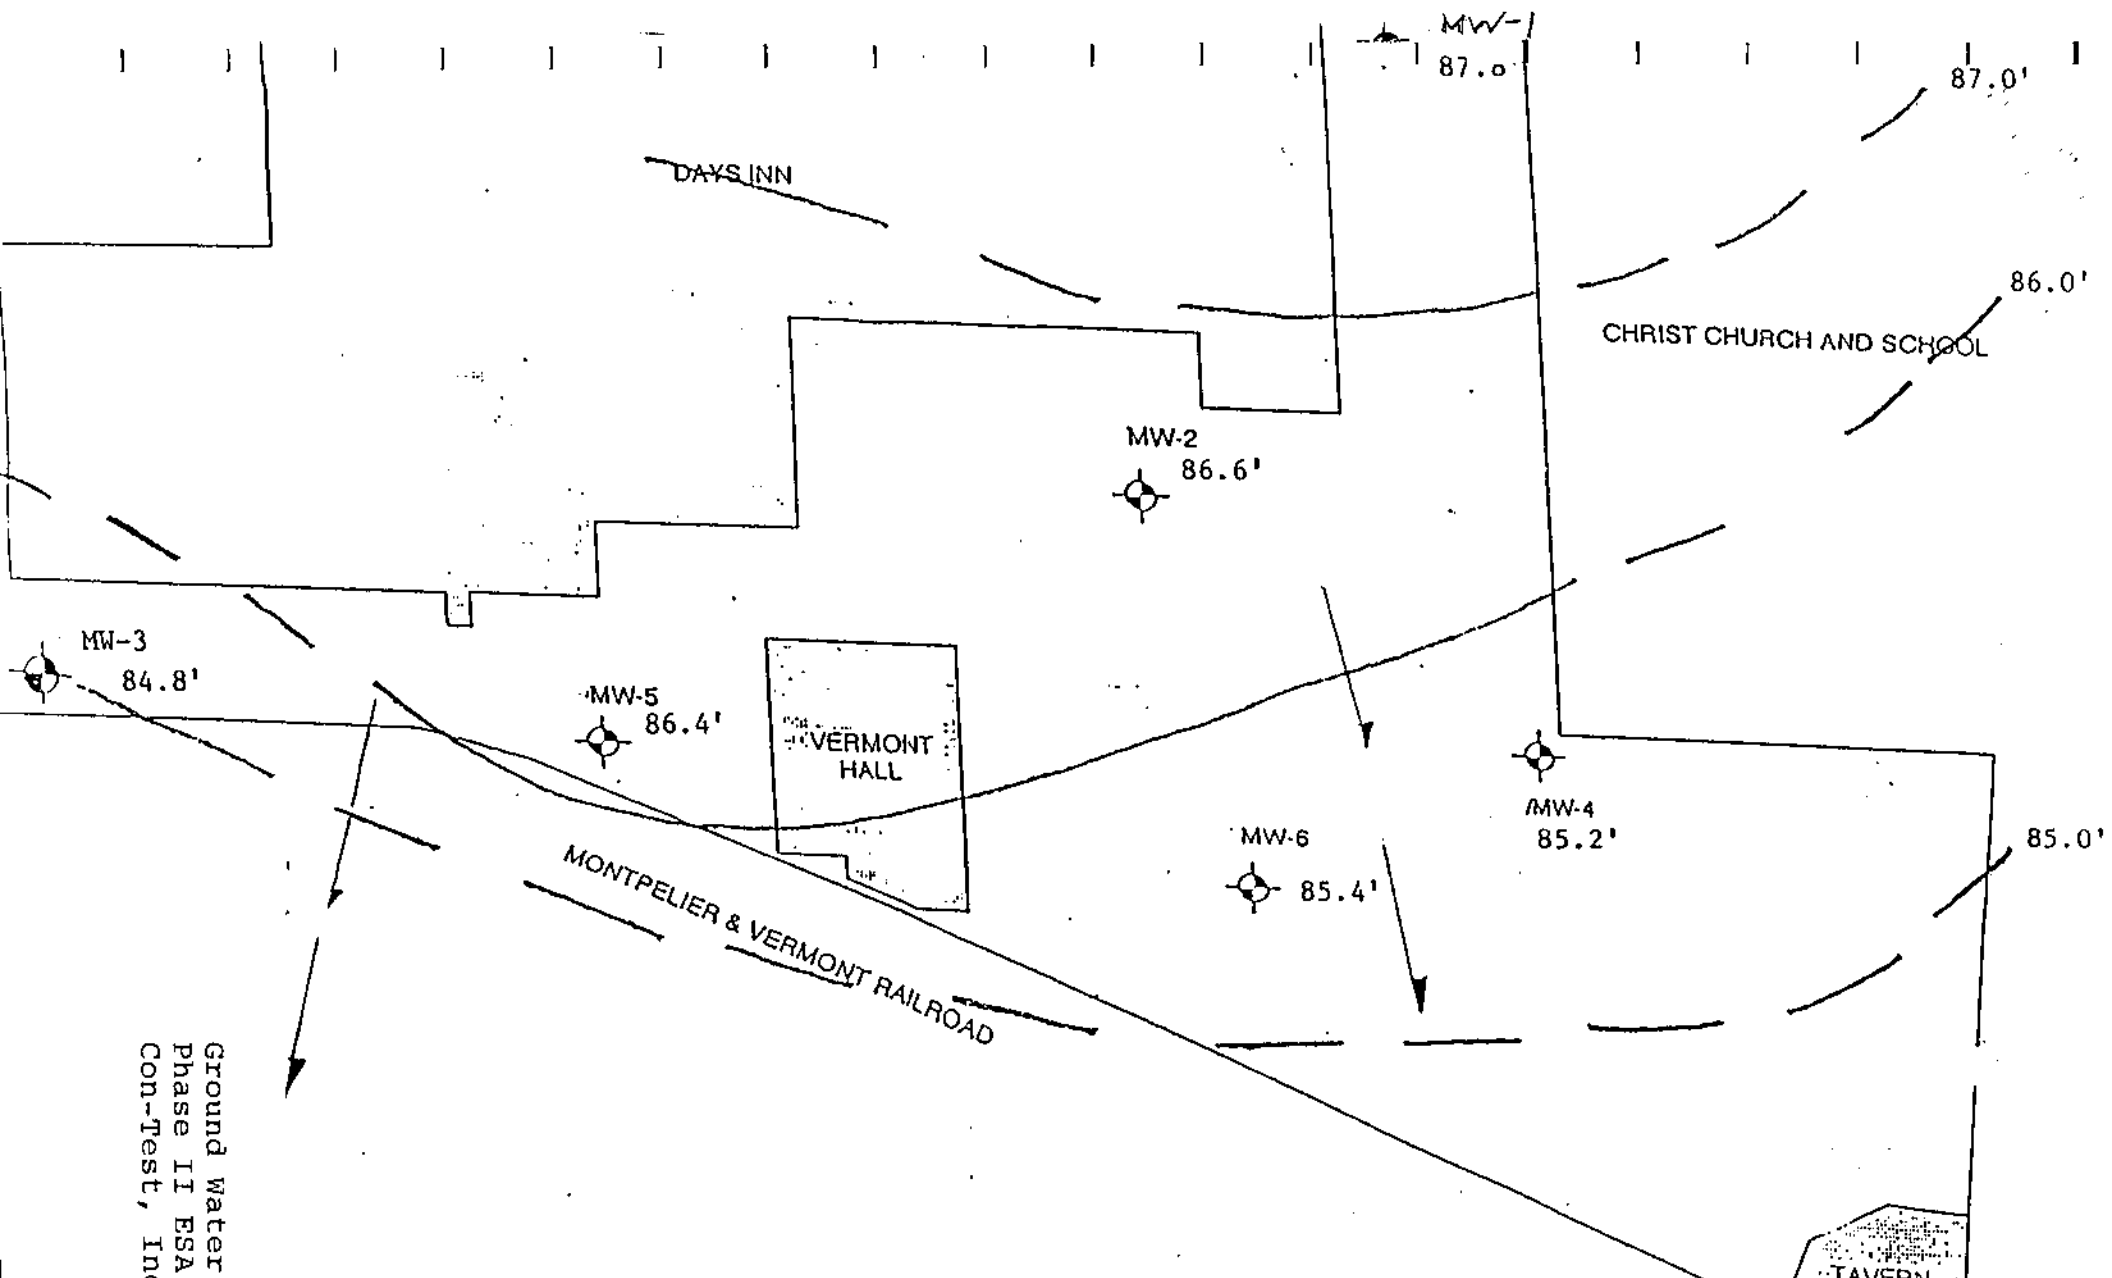 MW-1
87.0
87.0'
DAYS INN
86.0'
CHRIST CHURCH AND SCHOOL
MW-2
86.6'
MW-3
84.8'
MW-5
86.4'
VERMONT
HALL
MW-4
85.2'
MW-6
85.4'
85.0'
MONTPELIER & VERMONT RAILROAD
Ground Water
Phase II ESA
Con-Test, Inc
TAVERN